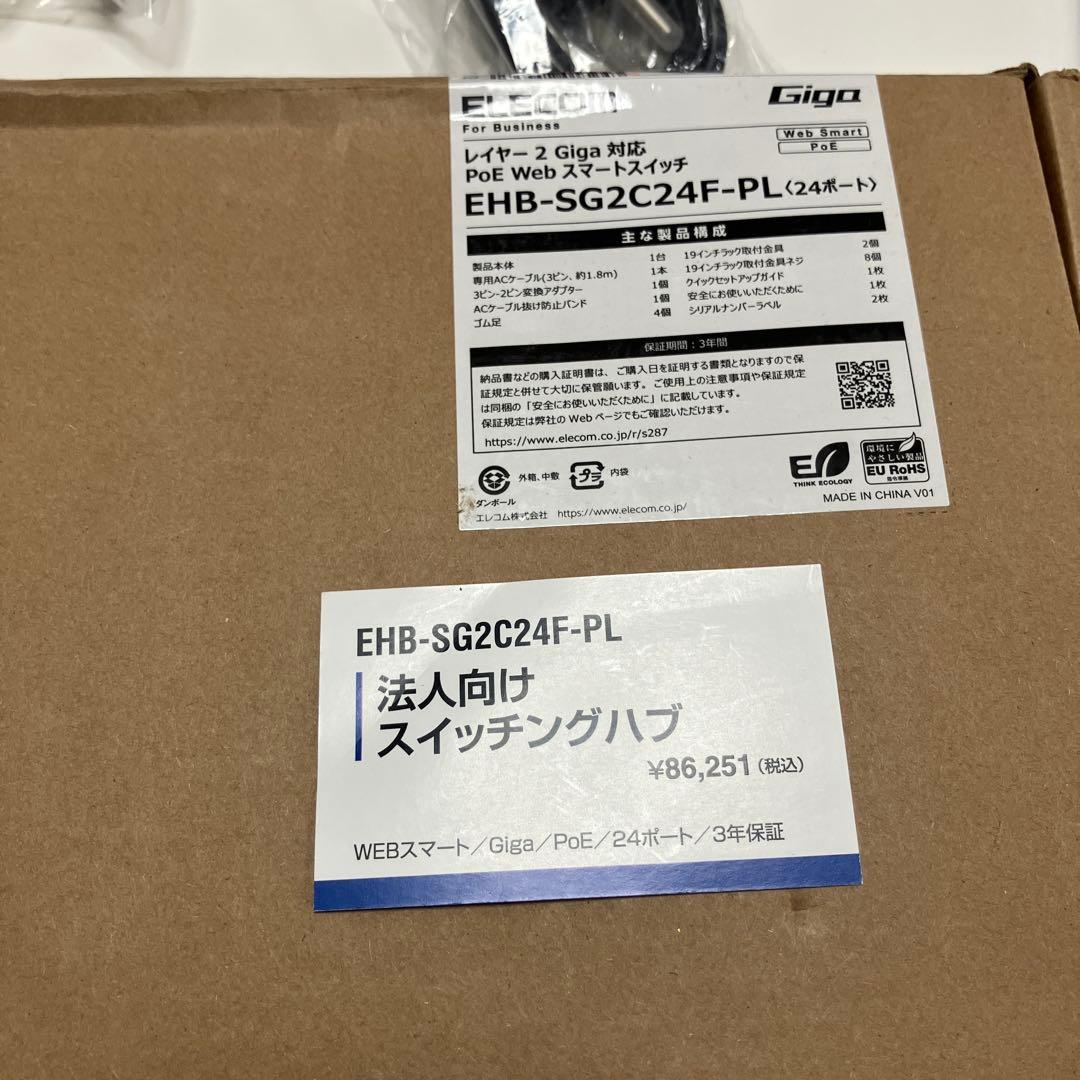 ELECOM
For Business
Giga
Web Smart
PoE
レイヤー 2 Giga 対応
PoE Web スマートスイッチ
EHB-SG2C24F-PL〈24ポート〉
主な製品構成
製品本体 1台
専用ACケーブル(3ピン、約1.8m) 1本
3ピン-2ピン変換アダプター 1個
ACケーブル抜け防止バンド 1個
ゴム足 4個
19インチラック取付金具 2個
19インチラック取付金具ネジ 8個
クイックセットアップガイド 1枚
安全にお使いいただくために 1枚
シリアルナンバーラベル 2枚
保証期間：3年間
納品書などの購入証明書は、ご購入日を証明する書類となりますので保
証規定と併せて大切に保管願います。ご使用上の注意事項や保証規定
は同梱の「安全にお使いいただくために」に記載しています。
保証規定は弊社の Web ページでもご確認いただけます。
https://www.elecom.co.jp/r/s287
ダンボール
外箱、中敷
プラ
内袋
THINK ECOLOGY
環境に
やさしい製品
EU RoHS
指令準拠
MADE IN CHINA V01
エレコム株式会社 https://www.elecom.co.jp/
EHB-SG2C24F-PL
法人向け
スイッチングハブ
¥86,251（税込）
WEBスマート／Giga／PoE／24ポート／3年保証